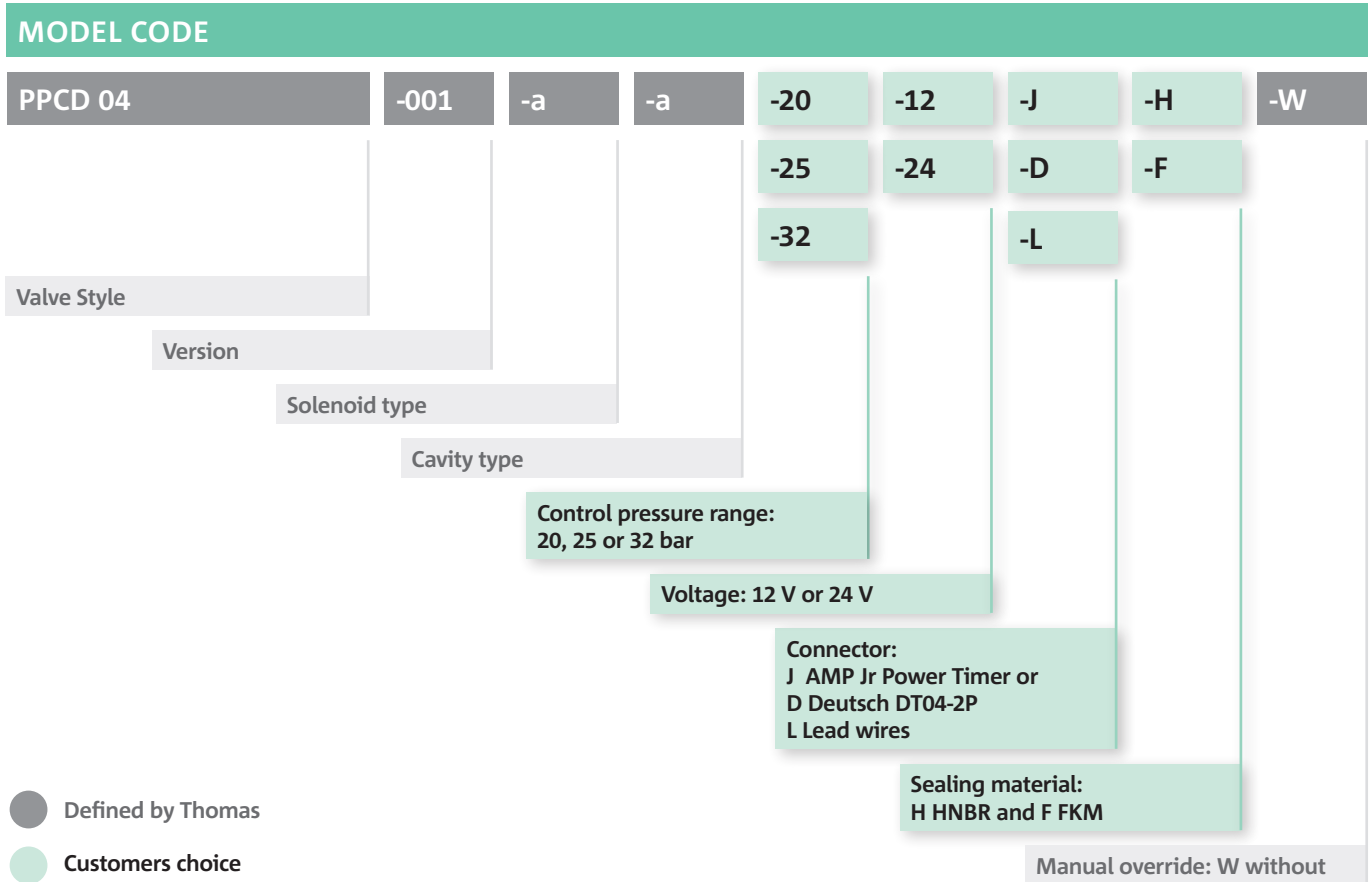 MODEL CODE
PPCD 04 -001 -a -a -20 -12 -J -H -W
-25 -24 -D -F
-32 -L
Valve Style
Version
Solenoid type
Cavity type
Control pressure range:
20, 25 or 32 bar
Voltage: 12 V or 24 V
Connector:
J AMP Jr Power Timer or
D Deutsch DT04-2P
L Lead wires
Sealing material:
H HNBR and F FKM
Defined by Thomas
Customers choice
Manual override: W without